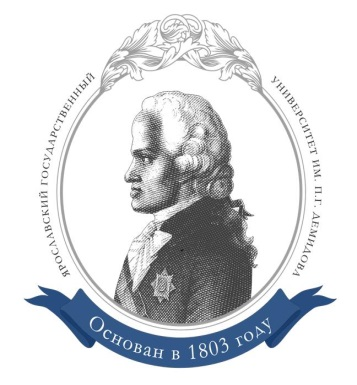 ЯРОСЛАВСКИЙ ГОСУДАРСТВЕННЫЙ
УНИВЕРСИТЕТ ИМ. П.Г. ДЕМИДОВА
Основан в 1803 году